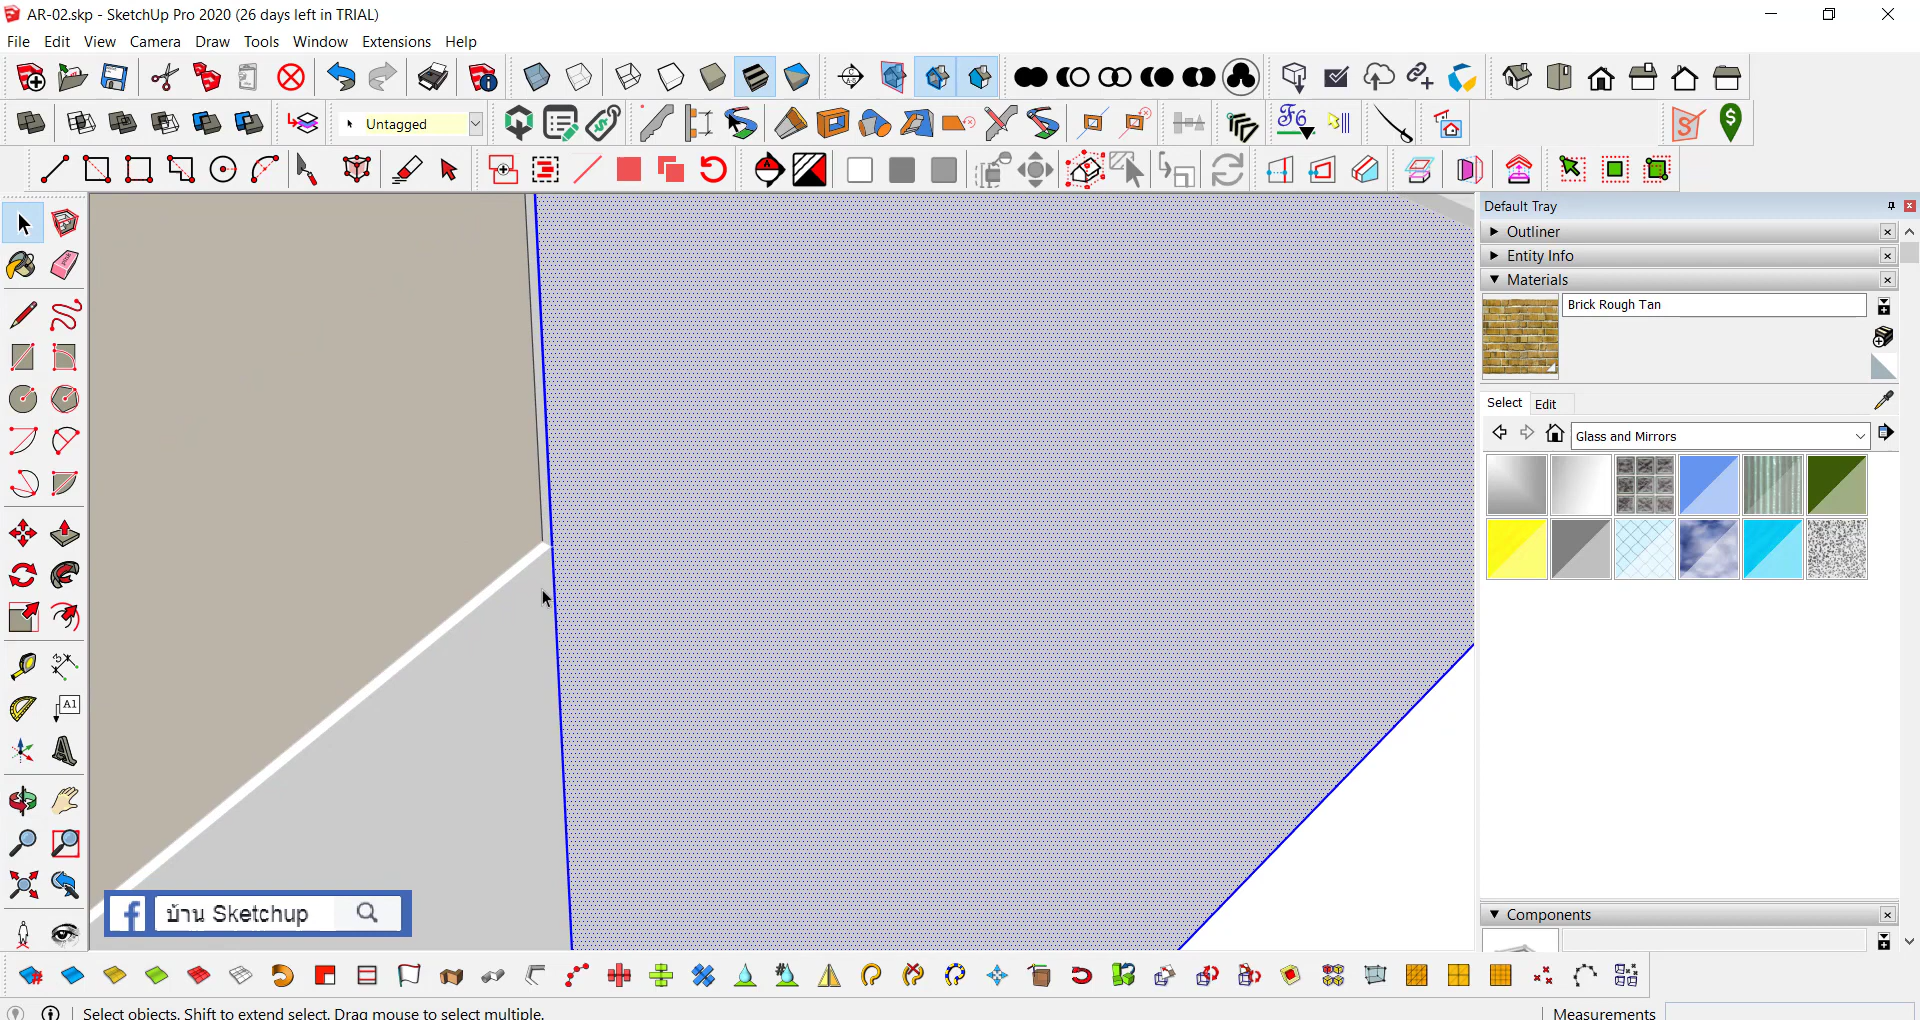 AR-02.skp - SketchUp Pro 2020 (26 days left in TRIAL)
File Edit View Camera Draw Tools Window Extensions Help
Untagged
Default Tray
Outliner
Entity Info
Materials
Brick Rough Tan
Select Edit
Glass and Mirrors
A1
บ้าน Sketchup
Components
Select objects. Shift to extend select. Drag mouse to select multiple.
Measurements